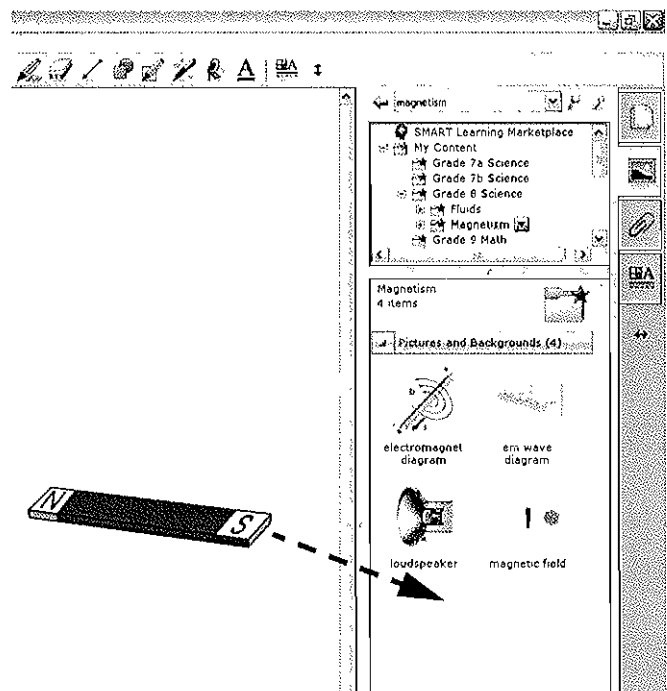 A
A
magnetism
SMART Learning Marketplace
My Content
Grade 7a Science
Grade 7b Science
Grade 8 Science
Fluids
Magnetism
Grade 9 Math
A
Magnetism
4 items
Pictures and Backgrounds (4)
electromagnet
diagram
em wave
diagram
N
S
loudspeaker
magnetic field